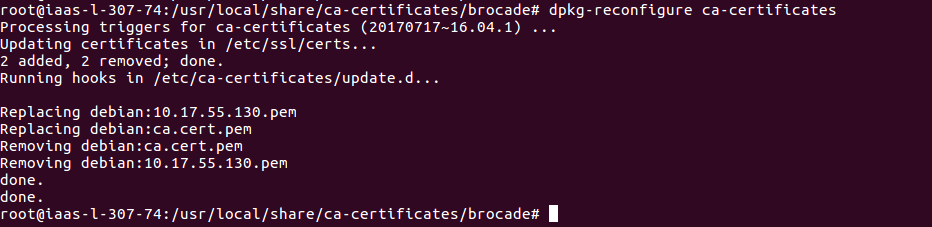 root@iaas-l-307-74:/usr/local/share/ca-certificates/brocade# dpkg-reconfigure ca-certificates
Processing triggers for ca-certificates (20170717~16.04.1) ...
Updating certificates in /etc/ssl/certs...
2 added, 2 removed; done.
Running hooks in /etc/ca-certificates/update.d...

Replacing debian:10.17.55.130.pem
Replacing debian:ca.cert.pem
Removing debian:ca.cert.pem
Removing debian:10.17.55.130.pem
done.
done.
root@iaas-l-307-74:/usr/local/share/ca-certificates/brocade#